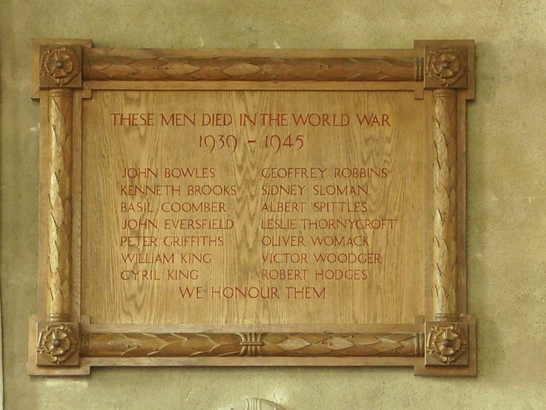 THESE MEN DIED IN THE WORLD WAR
1939 - 1945
JOHN BOWLES GEOFFREY ROBBINS
KENNETH BROOKS SIDNEY SLOMAN
BASIL COOMBER ALBERT SPITTLES
JOHN EVERSFIELD LESLIE THORNYCROFT
PETER GRIFFITHS OLIVER WOMACK
WILLIAM KING VICTOR WOODGER
CYRIL KING ROBERT HODGES
WE HONOUR THEM